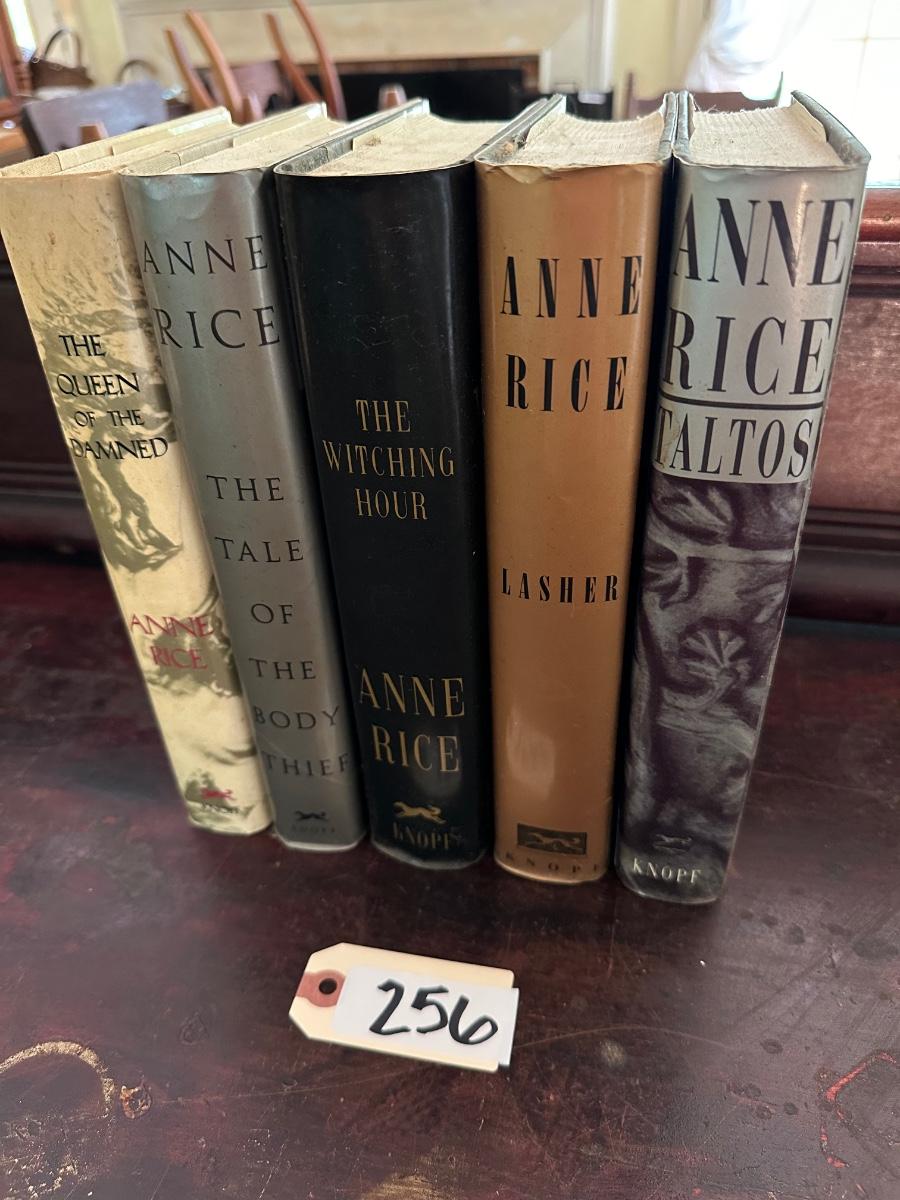 THE
QUEEN
OF THE
DAMNED
ANNE
RICE
KNOPF
ANNE
RICE
THE
TALE
OF
THE
BODY
THIEF
KNOPF
THE
WITCHING
HOUR
ANNE
RICE
KNOPF
ANNE
RICE
LASHER
KNOPF
ANNE
RICE
TALTOS
KNOPF
256